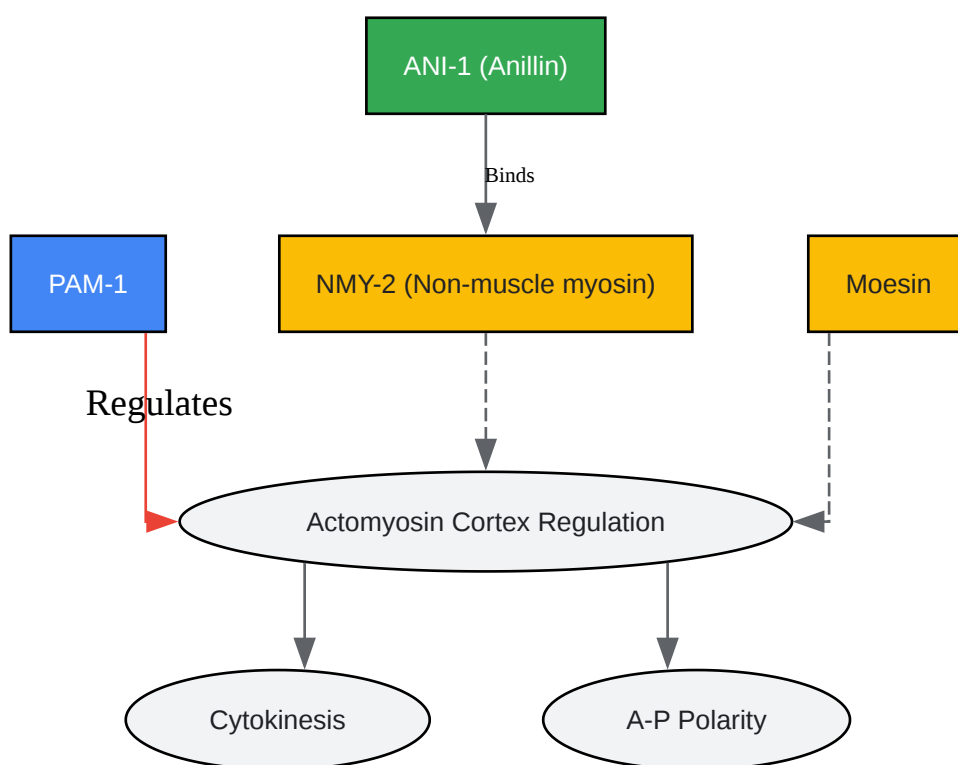 ANI-1 (Anillin)
Binds
PAM-1
NMY-2 (Non-muscle myosin)
Moesin
Regulates
Actomyosin Cortex Regulation
Cytokinesis
A-P Polarity